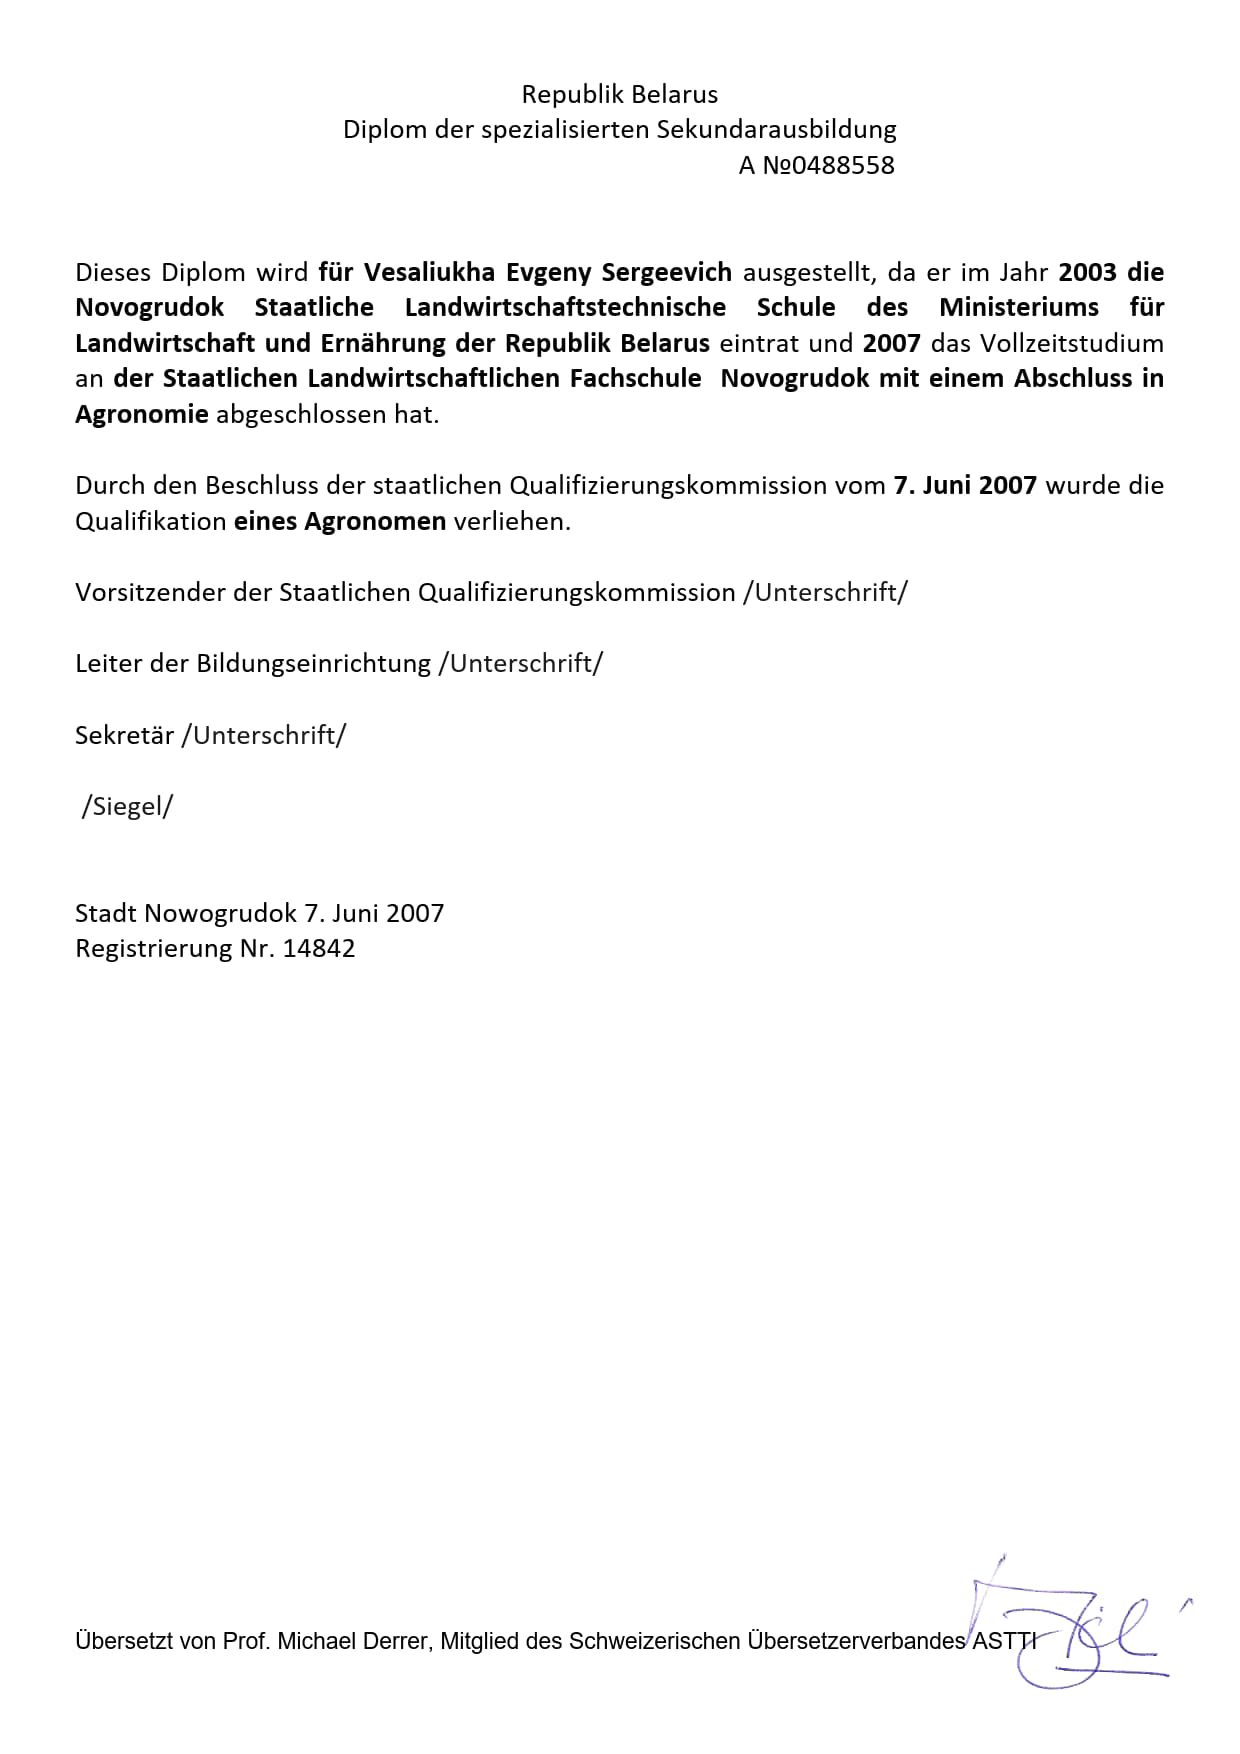 Republik Belarus
Diplom der spezialisierten Sekundarausbildung
A №0488558
Dieses Diplom wird für Vesaliukha Evgeny Sergeevich ausgestellt, da er im Jahr 2003 die
Novogrudok Staatliche Landwirtschaftstechnische Schule des Ministeriums für
Landwirtschaft und Ernährung der Republik Belarus eintrat und 2007 das Vollzeitstudium
an der Staatlichen Landwirtschaftlichen Fachschule Novogrudok mit einem Abschluss in
Agronomie abgeschlossen hat.
Durch den Beschluss der staatlichen Qualifizierungskommission vom 7. Juni 2007 wurde die
Qualifikation eines Agronomen verliehen.
Vorsitzender der Staatlichen Qualifizierungskommission /Unterschrift/
Leiter der Bildungseinrichtung /Unterschrift/
Sekretär /Unterschrift/
/Siegel/
Stadt Nowogrudok 7. Juni 2007
Registrierung Nr. 14842
Übersetzt von Prof. Michael Derrer, Mitglied des Schweizerischen Übersetzerverbandes ASTTI